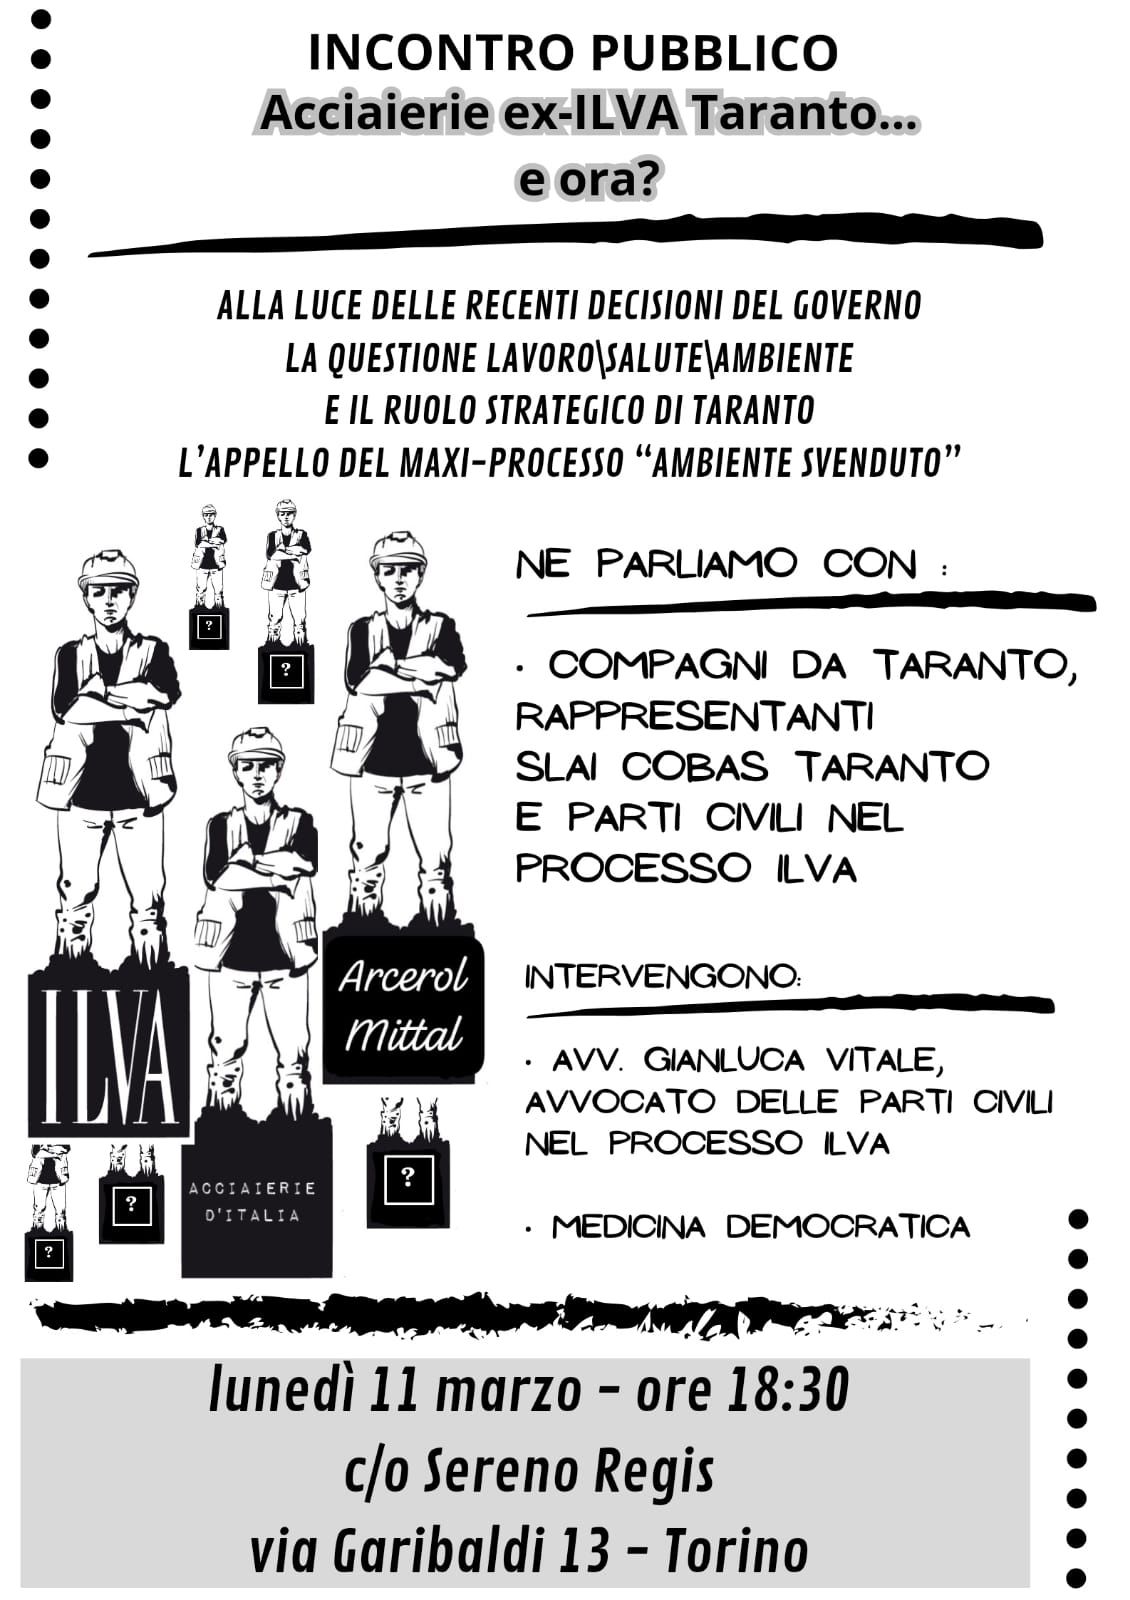 INCONTRO PUBBLICO
Acciaierie ex-ILVA Taranto...
e ora?
ALLA LUCE DELLE RECENTI DECISIONI DEL GOVERNO
LA QUESTIONE LAVORO\SALUTE\AMBIENTE
E IL RUOLO STRATEGICO DI TARANTO
L'APPELLO DEL MAXI-PROCESSO “AMBIENTE SVENDUTO”
?
?
NE PARLIAMO CON :
· COMPAGNI DA TARANTO,
RAPPRESENTANTI
SLAI COBAS TARANTO
E PARTI CIVILI NEL
PROCESSO ILVA
Arcerol
Mittal
ILVA
ACCIAIERIE
D'ITALIA
?
?
?
INTERVENGONO:
· AVV. GIANLUCA VITALE,
AVVOCATO DELLE PARTI CIVILI
NEL PROCESSO ILVA
· MEDICINA DEMOCRATICA
lunedì 11 marzo - ore 18:30
c/o Sereno Regis
via Garibaldi 13 - Torino